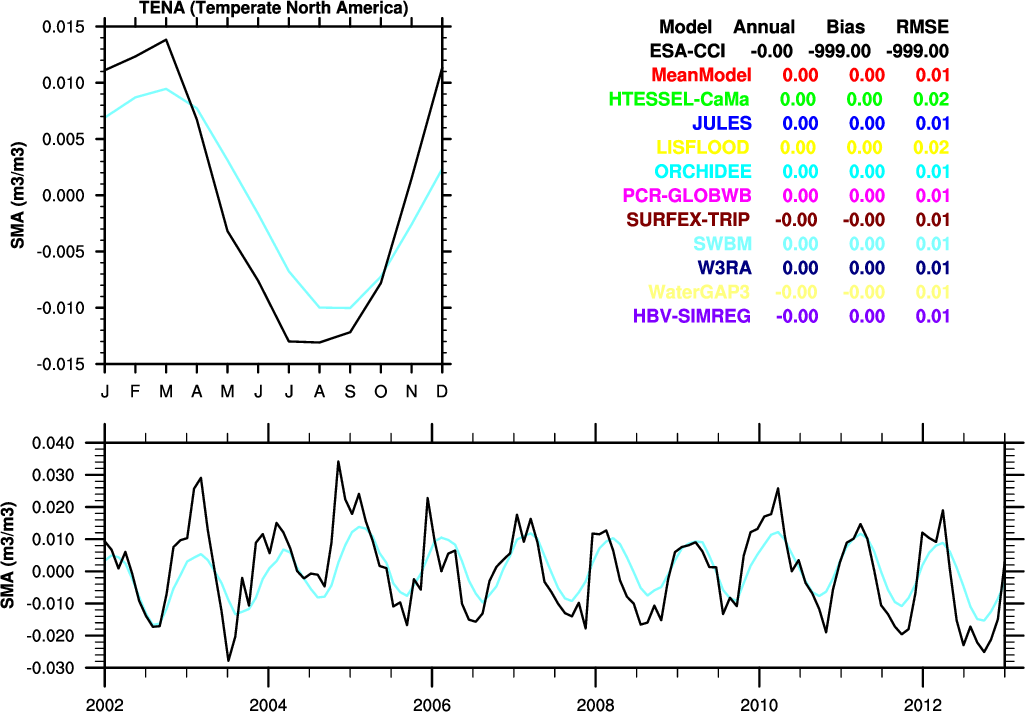 TENA (Temperate North America)
0.015
0.010
0.005
0.000
-0.005
-0.010
-0.015
SMA (m3/m3)
J F M A M J J A S O N D
Model Annual Bias RMSE
ESA-CCI -0.00 -999.00 -999.00
MeanModel 0.00 0.00 0.01
HTESSEL-CaMa 0.00 0.00 0.02
JULES 0.00 0.00 0.01
LISFLOOD 0.00 0.00 0.02
ORCHIDEE 0.00 0.00 0.01
PCR-GLOBWB 0.00 0.00 0.01
SURFEX-TRIP -0.00 -0.00 0.01
SWBM 0.00 0.00 0.01
W3RA 0.00 0.00 0.01
WaterGAP3 -0.00 -0.00 0.01
HBV-SIMREG -0.00 0.00 0.01
0.040
0.030
0.020
0.010
0.000
-0.010
-0.020
-0.030
SMA (m3/m3)
2002 2004 2006 2008 2010 2012